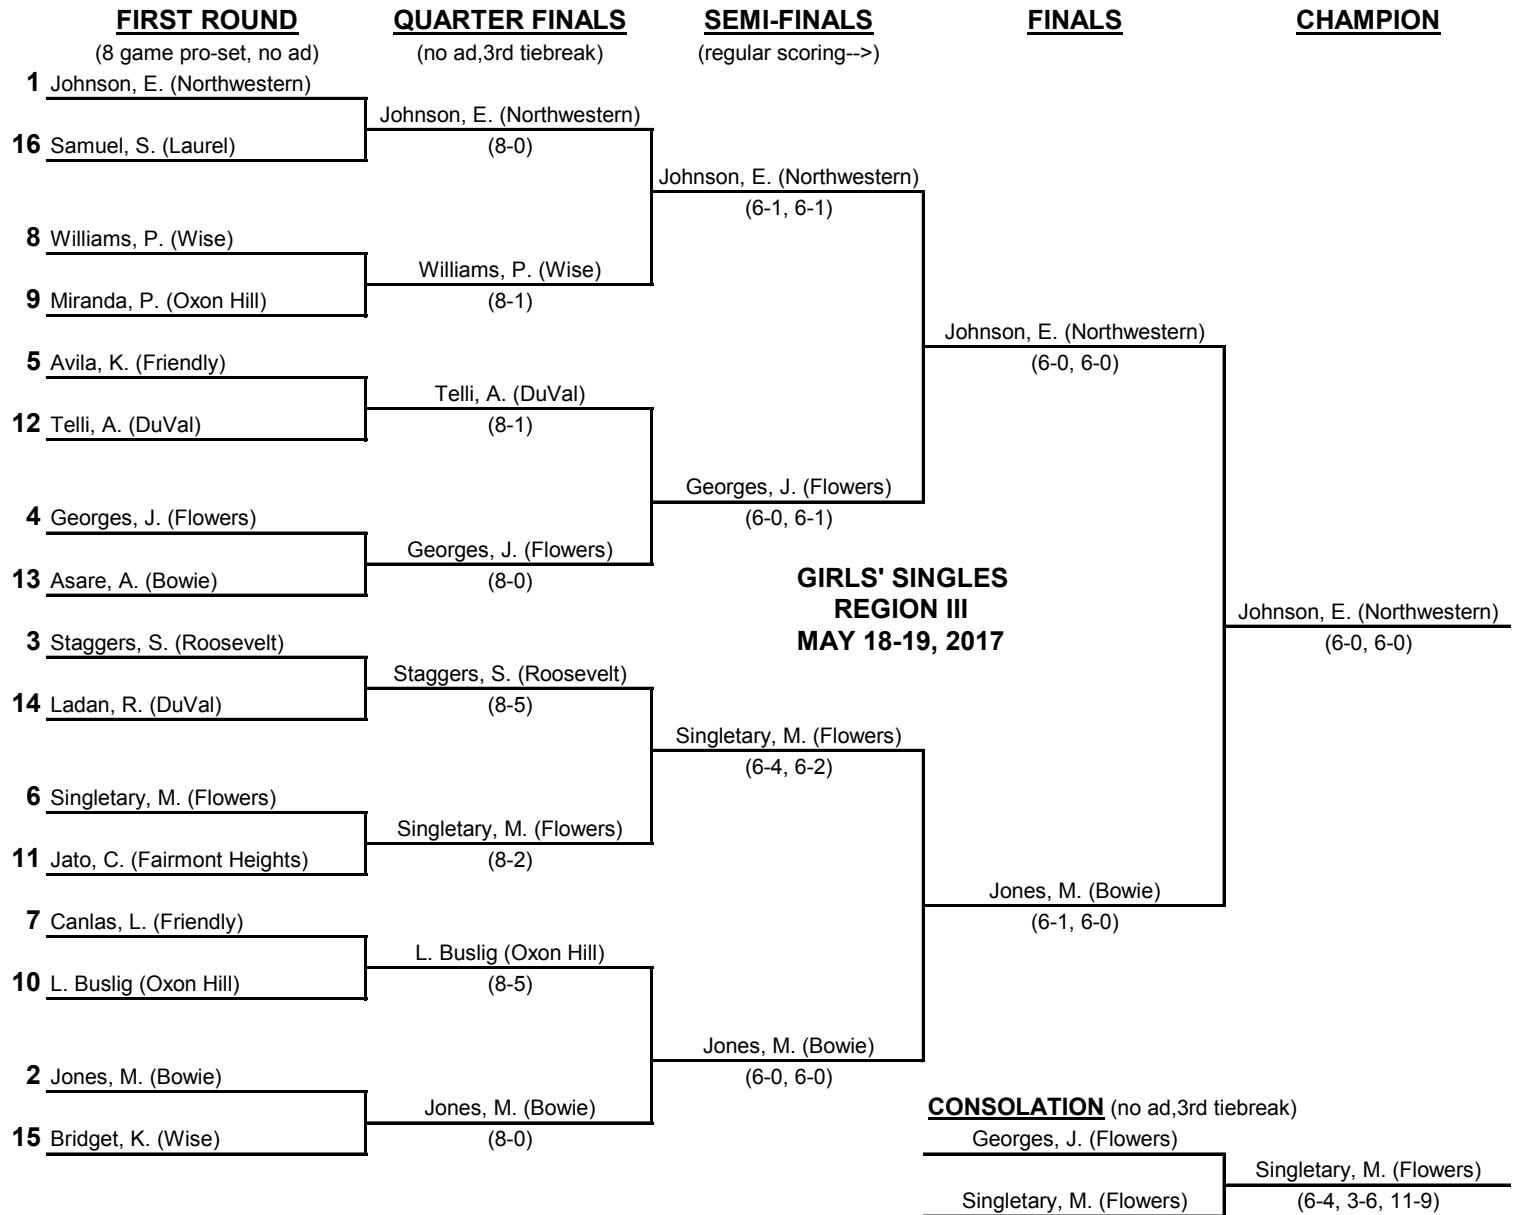 FIRST ROUND
(8 game pro-set, no ad)
1 Johnson, E. (Northwestern)
16 Samuel, S. (Laurel)
8 Williams, P. (Wise)
9 Miranda, P. (Oxon Hill)
5 Avila, K. (Friendly)
12 Telli, A. (DuVal)
4 Georges, J. (Flowers)
13 Asare, A. (Bowie)
3 Staggers, S. (Roosevelt)
14 Ladan, R. (DuVal)
6 Singletary, M. (Flowers)
11 Jato, C. (Fairmont Heights)
7 Canlas, L. (Friendly)
10 L. Buslig (Oxon Hill)
2 Jones, M. (Bowie)
15 Bridget, K. (Wise)
QUARTER FINALS
(no ad,3rd tiebreak)
Johnson, E. (Northwestern)
(8-0)
Williams, P. (Wise)
(8-1)
Telli, A. (DuVal)
(8-1)
Georges, J. (Flowers)
(8-0)
Staggers, S. (Roosevelt)
(8-5)
Singletary, M. (Flowers)
(8-2)
L. Buslig (Oxon Hill)
(8-5)
Jones, M. (Bowie)
(8-0)
SEMI-FINALS
(regular scoring-->)
Johnson, E. (Northwestern)
(6-1, 6-1)
Georges, J. (Flowers)
(6-0, 6-1)
Singletary, M. (Flowers)
(6-4, 6-2)
Jones, M. (Bowie)
(6-0, 6-0)
FINALS
Johnson, E. (Northwestern)
(6-0, 6-0)
Jones, M. (Bowie)
(6-1, 6-0)
CHAMPION
Johnson, E. (Northwestern)
(6-0, 6-0)
GIRLS' SINGLES
REGION III
MAY 18-19, 2017
CONSOLATION (no ad,3rd tiebreak)
Georges, J. (Flowers)
Singletary, M. (Flowers)
Singletary, M. (Flowers)
(6-4, 3-6, 11-9)